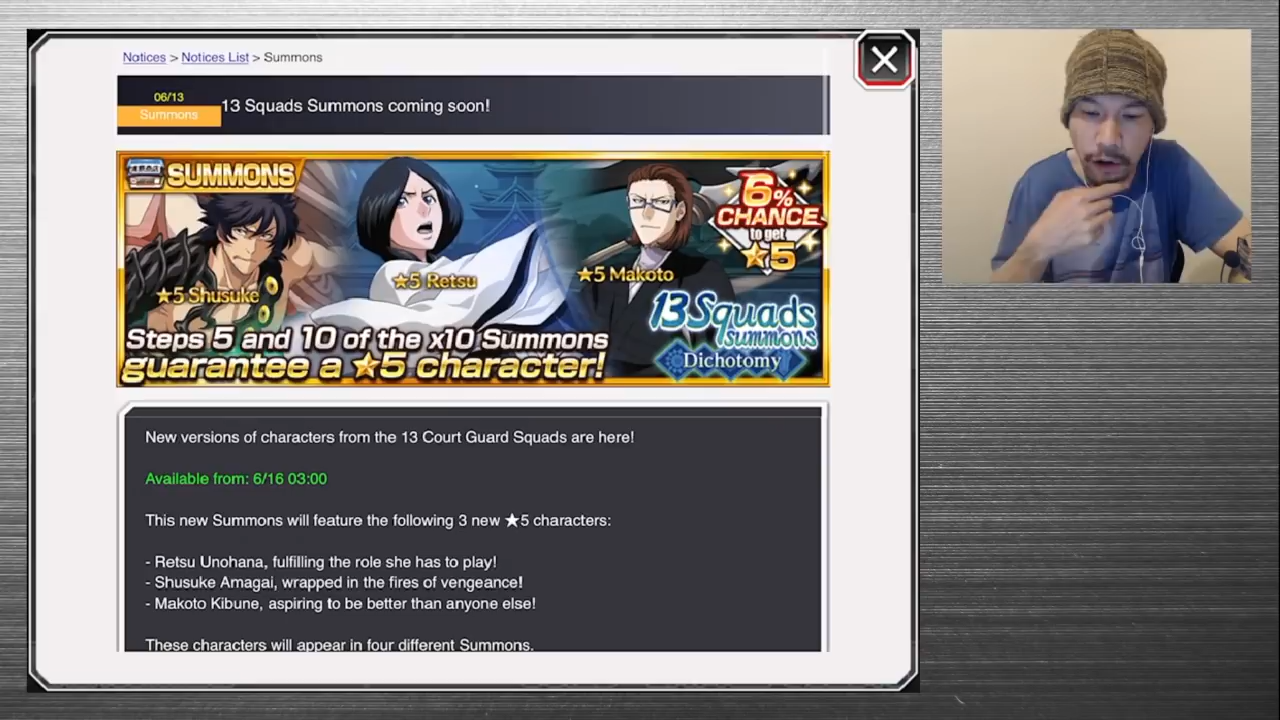 Notices > Notices List > Summons
06/13
Summons
13 Squads Summons coming soon!
SUMMONS
6%
CHANCE
to get
★5
★5 Shusuke
★5 Retsu
★5 Makoto
13 Squads
summons
Dichotomy
Steps 5 and 10 of the x10 Summons
guarantee a ★5 character!
New versions of characters from the 13 Court Guard Squads are here!
Available from: 6/16 03:00
This new Summons will feature the following 3 new ★5 characters:
- Retsu Unohana, fulfilling the role she has to play!
- Shusuke Amagai, wrapped in the fires of vengeance!
- Makoto Kibune, aspiring to be better than anyone else!
These characters will appear in four different Summons.